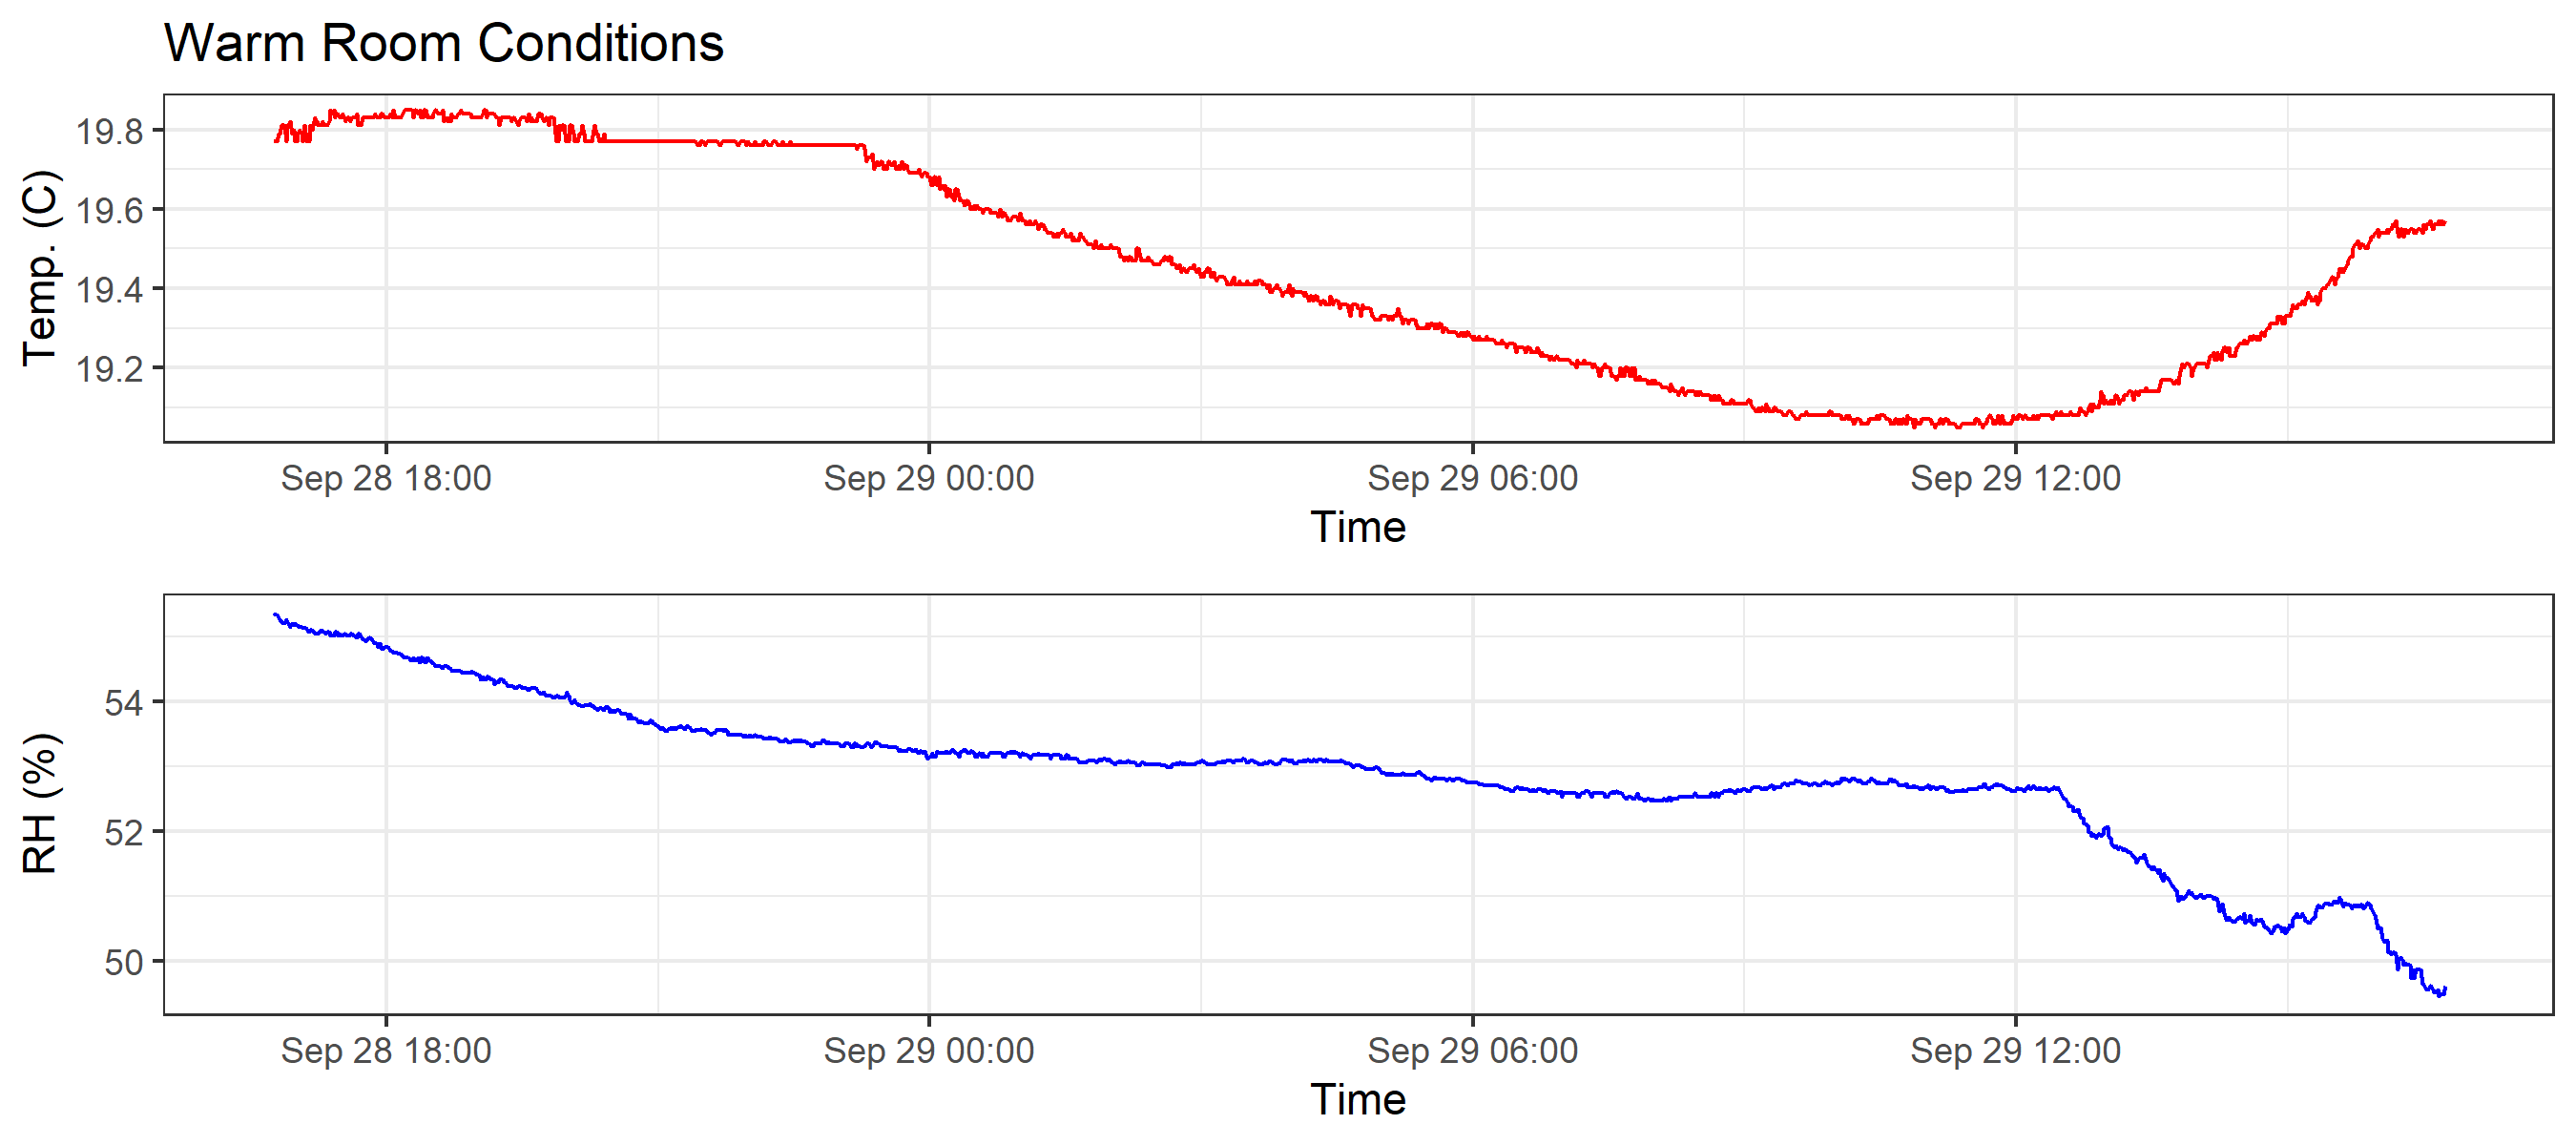 Warm Room Conditions
Temp. (C)
19.8
19.6
19.4
19.2
Sep 28 18:00 Sep 29 00:00 Sep 29 06:00 Sep 29 12:00
Time
RH (%)
54
52
50
Sep 28 18:00 Sep 29 00:00 Sep 29 06:00 Sep 29 12:00
Time